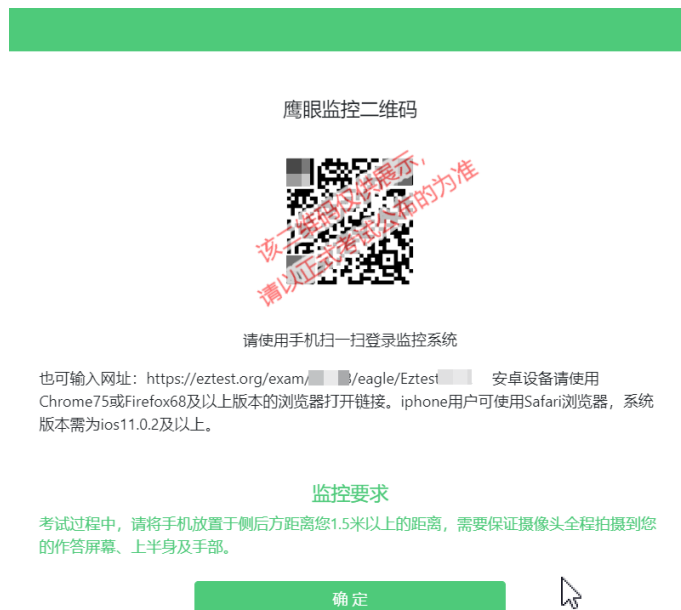 鹰眼监控二维码
该二维码仅供展示，
请以正式考试公布的为准
请使用手机扫一扫登录监控系统
也可输入网址：https://eztest.org/exam/ /eagle/Eztest 安卓设备请使用
Chrome75或Firefox68及以上版本的浏览器打开链接。iphone用户可使用Safari浏览器，系统
版本需为ios11.0.2及以上。
监控要求
考试过程中，请将手机放置于侧后方距离您1.5米以上的距离，需要保证摄像头全程拍摄到您
的作答屏幕、上半身及手部。
确定